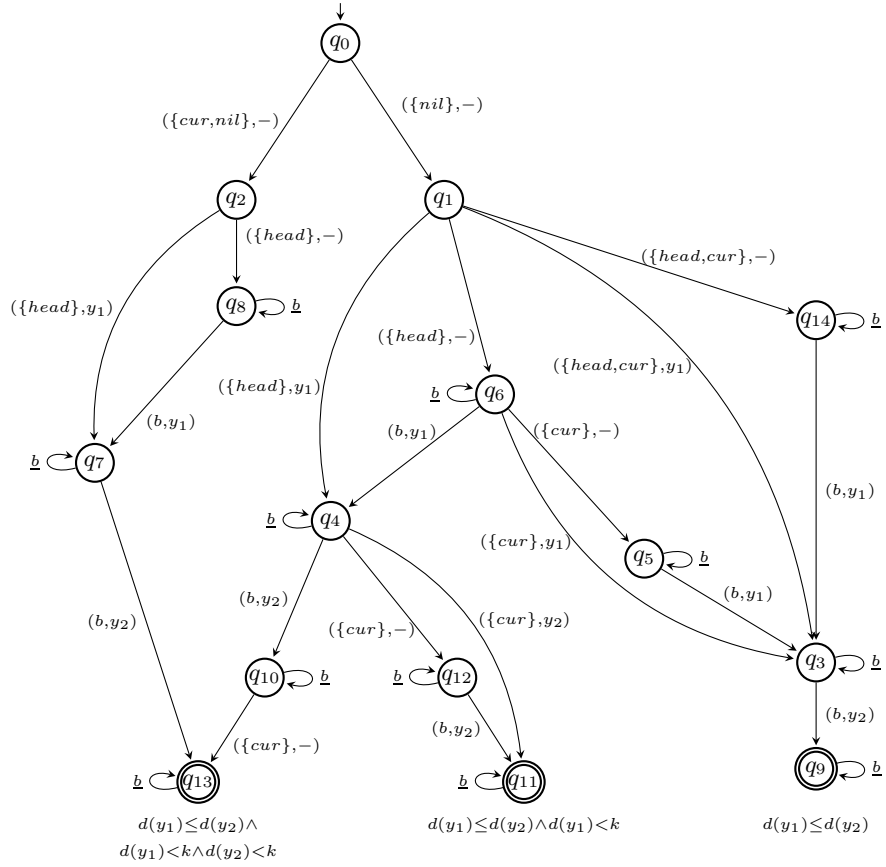 q0
({cur,nil},−)
({nil},−)
q2
q1
({head},−)
({head,cur},−)
q8
b
q14
b
({head},y1)
({head},−)
({head,cur},y1)
({head},y1)
b
q6
({cur},−)
(b,y1)
(b,y1)
b
q7
(b,y1)
b
q4
({cur},y1)
q5
b
(b,y1)
(b,y2)
(b,y2)
({cur},−)
({cur},y2)
q3
b
q10
b
b
q12
(b,y2)
({cur},−)
(b,y2)
b
q13
b
q11
q9
b
d(y1)≤d(y2)∧
d(y1)<k∧d(y2)<k
d(y1)≤d(y2)∧d(y1)<k
d(y1)≤d(y2)